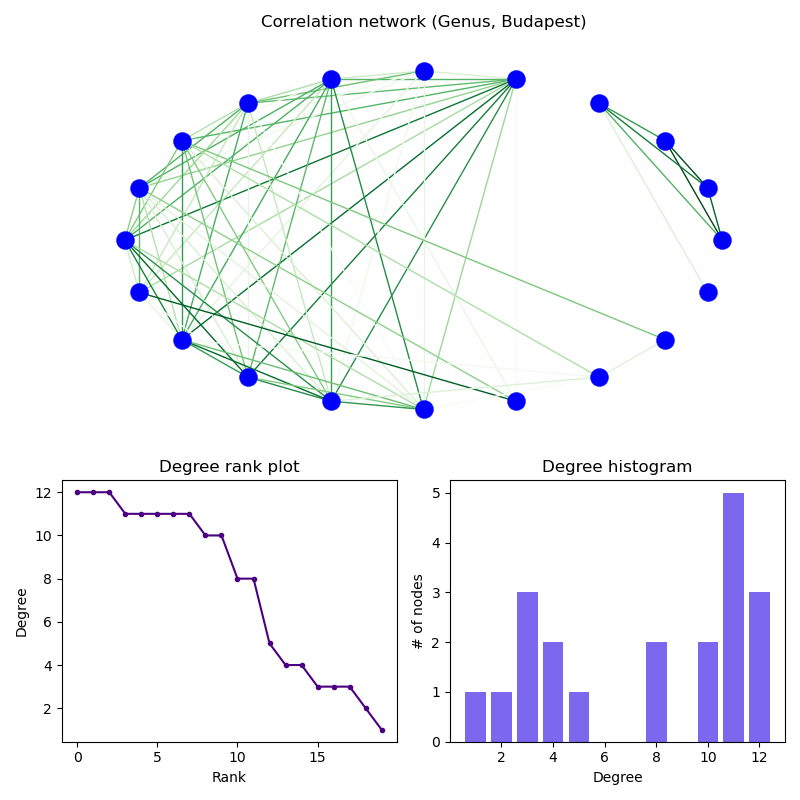 Correlation network (Genus, Budapest)
Degree rank plot
12
10
8
6
4
2
Degree
0 5 10 15
Rank
Degree histogram
5
4
3
2
1
0
# of nodes
2 4 6 8 10 12
Degree